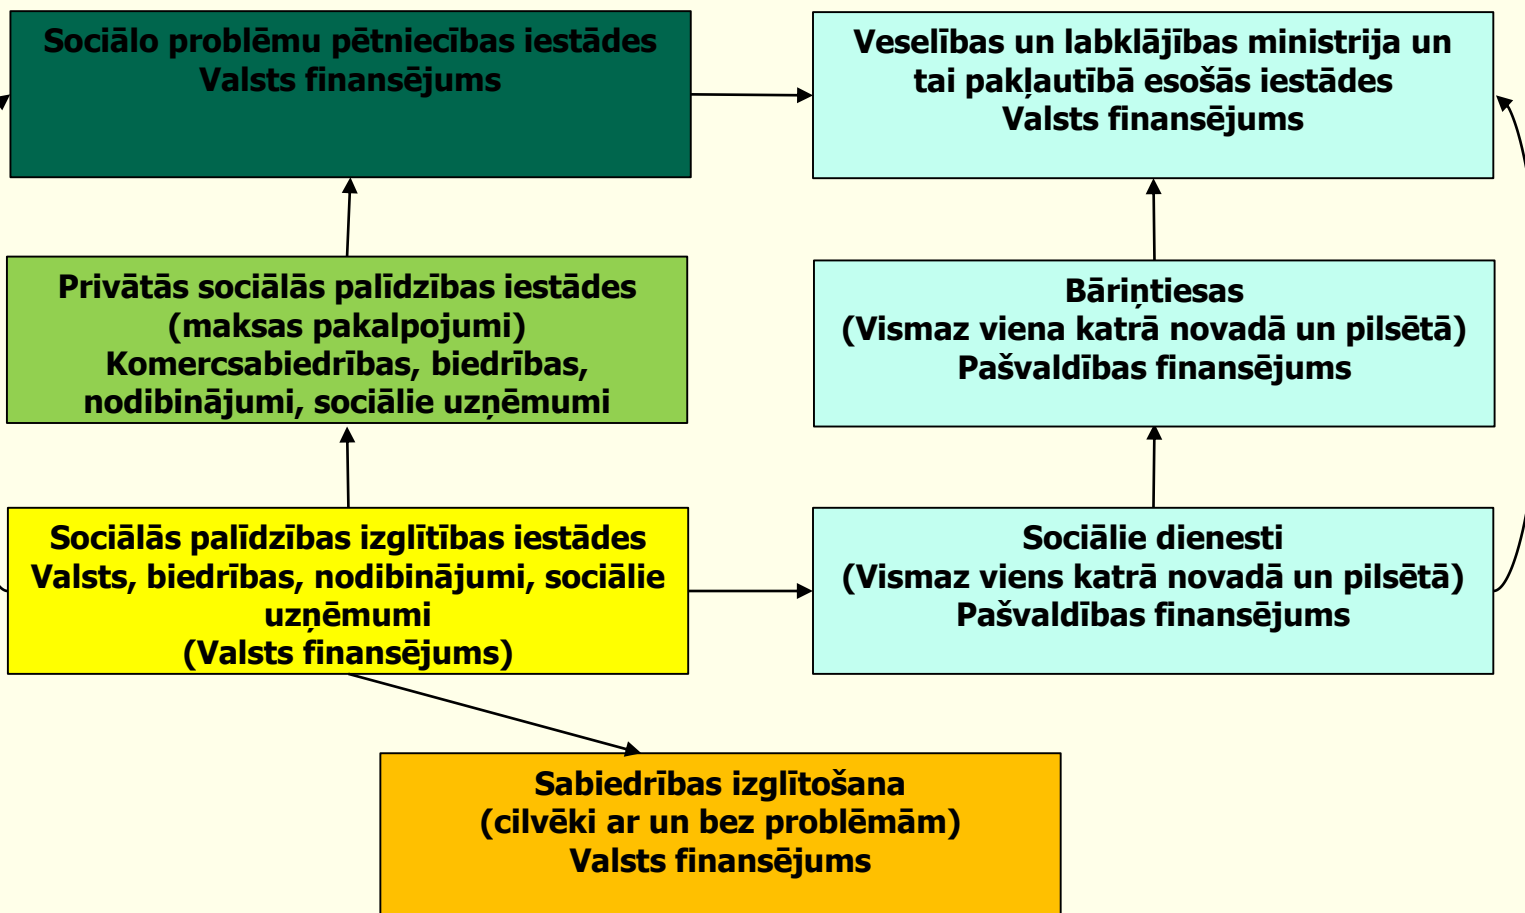 Sociālo problēmu pētniecības iestādes
Valsts finansējums
Veselības un labklājības ministrija un
tai pakļautībā esošās iestādes
Valsts finansējums
Privātās sociālās palīdzības iestādes
(maksas pakalpojumi)
Komercsabiedrības, biedrības,
nodibinājumi, sociālie uzņēmumi
Bāriņtiesas
(Vismaz viena katrā novadā un pilsētā)
Pašvaldības finansējums
Sociālās palīdzības izglītības iestādes
Valsts, biedrības, nodibinājumi, sociālie
uzņēmumi
(Valsts finansējums)
Sociālie dienesti
(Vismaz viens katrā novadā un pilsētā)
Pašvaldības finansējums
Sabiedrības izglītošana
(cilvēki ar un bez problēmām)
Valsts finansējums